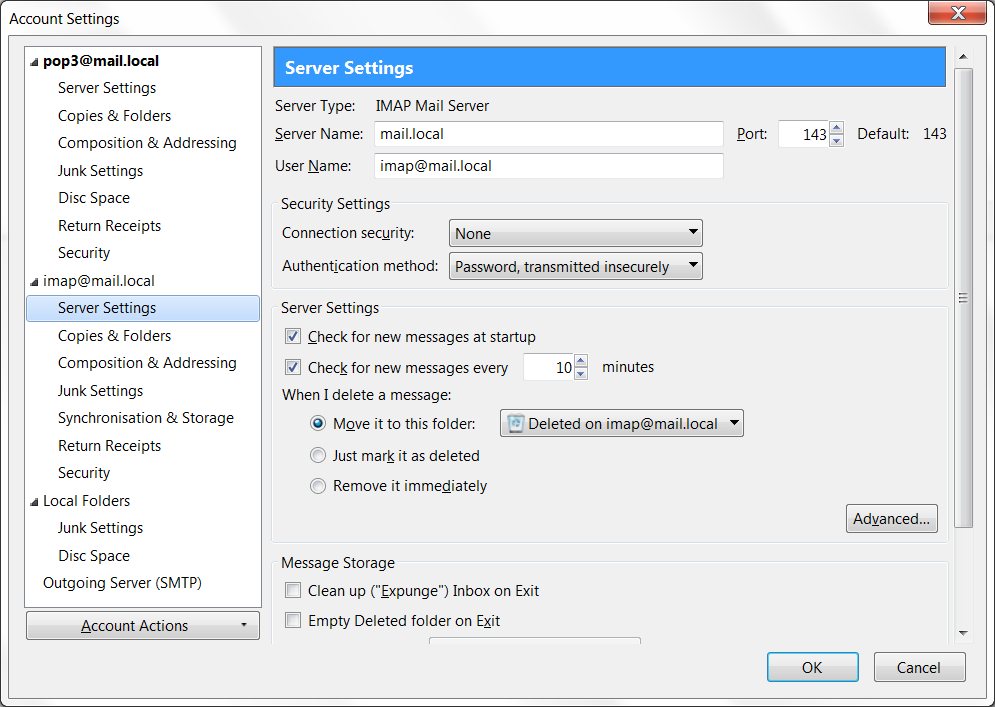 Account Settings
pop3@mail.local
Server Settings
Copies & Folders
Composition & Addressing
Junk Settings
Disc Space
Return Receipts
Security
imap@mail.local
Server Settings
Copies & Folders
Composition & Addressing
Junk Settings
Synchronisation & Storage
Return Receipts
Security
Local Folders
Junk Settings
Disc Space
Outgoing Server (SMTP)
Account Actions
Server Settings
Server Type: IMAP Mail Server
Server Name: mail.local Port: 143 Default: 143
User Name: imap@mail.local
Security Settings
Connection security: None
Authentication method: Password, transmitted insecurely
Server Settings
Check for new messages at startup
Check for new messages every 10 minutes
When I delete a message:
Move it to this folder: Deleted on imap@mail.local
Just mark it as deleted
Remove it immediately
Advanced...
Message Storage
Clean up ("Expunge") Inbox on Exit
Empty Deleted folder on Exit
OK Cancel